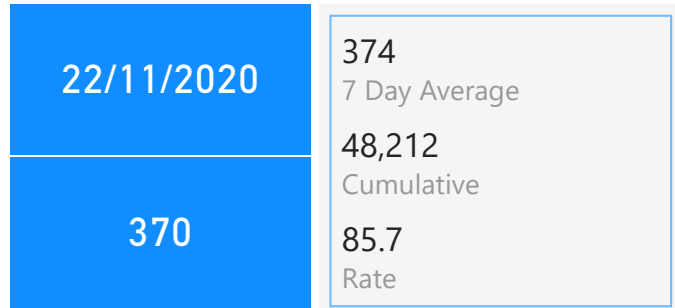 22/11/2020
370
374
7 Day Average
48,212
Cumulative
85.7
Rate